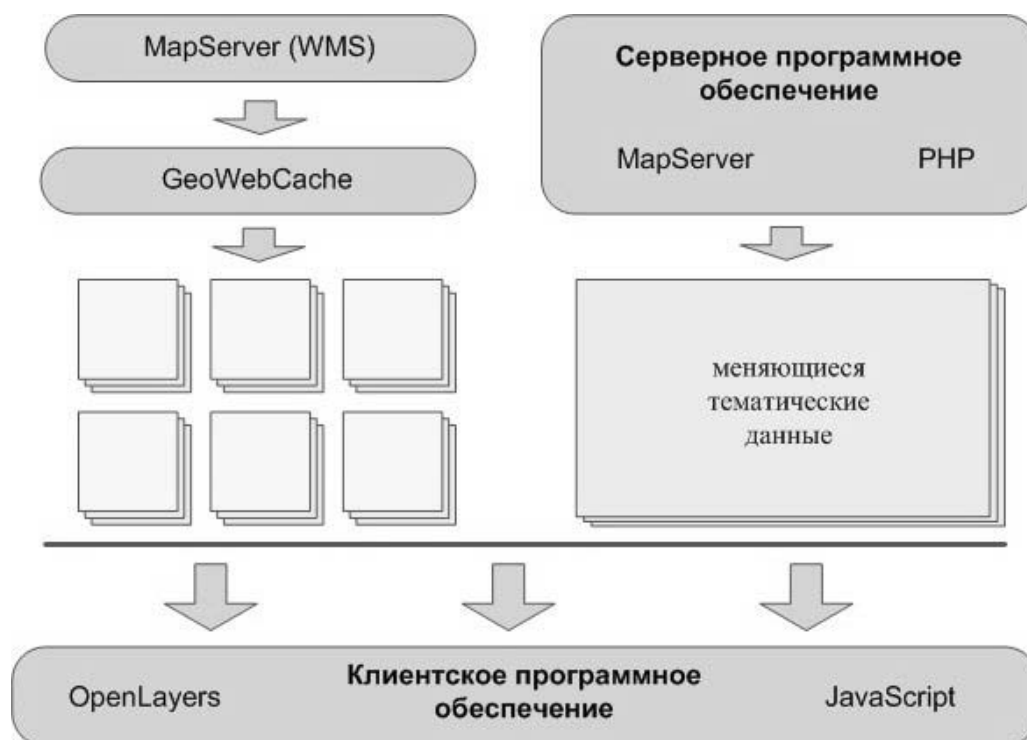 MapServer (WMS)
GeoWebCache
Серверное программное
обеспечение
MapServer PHP
меняющиеся
тематические
данные
OpenLayers
Клиентское программное
обеспечение
JavaScript